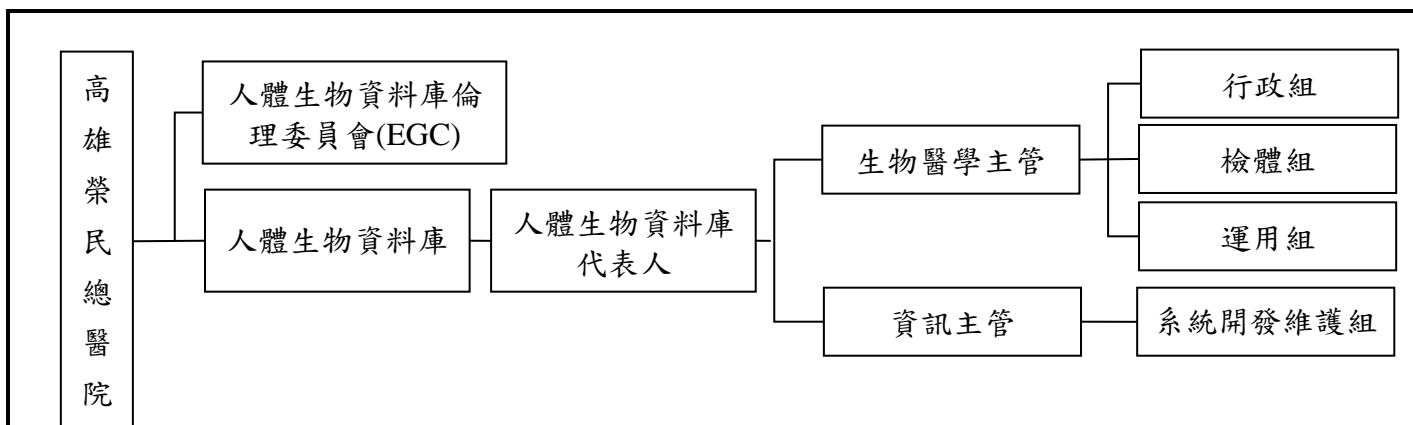 高雄榮民總醫院
人體生物資料庫倫
理委員會(EGC)
人體生物資料庫
人體生物資料庫
代表人
生物醫學主管
行政組
檢體組
運用組
資訊主管
系統開發維護組